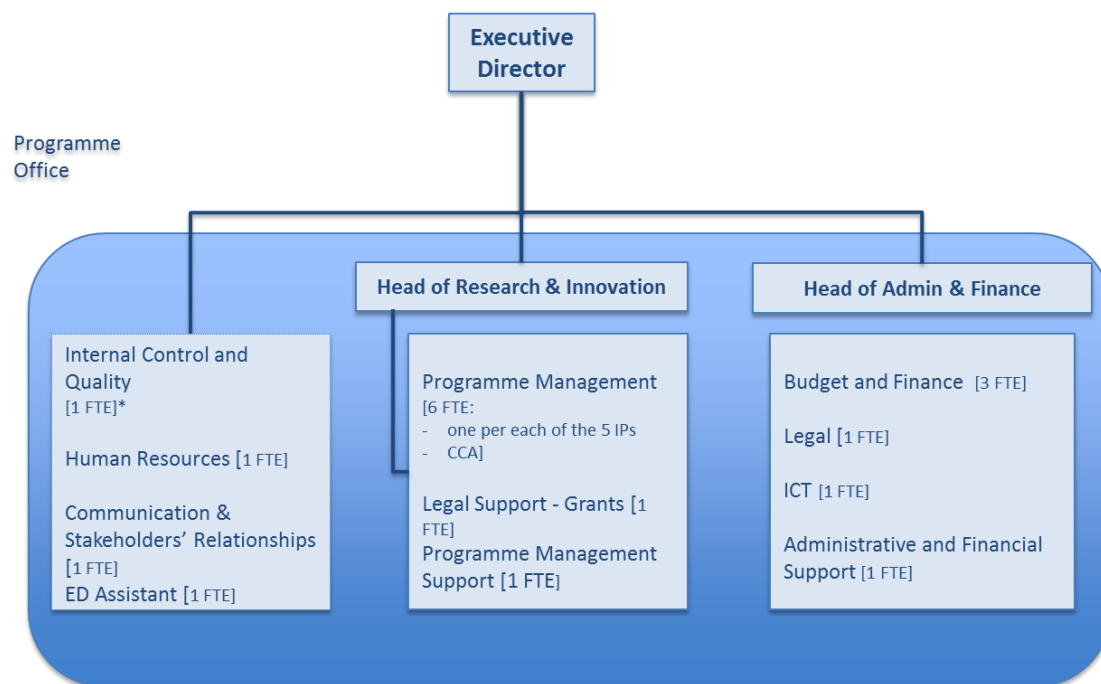 Executive
Director
Programme
Office
Head of Research & Innovation
Head of Admin & Finance
Internal Control and
Quality
[1 FTE]*
Human Resources [1 FTE]
Communication &
Stakeholders’ Relationships
[1 FTE]
ED Assistant [1 FTE]
Programme Management
[6 FTE:
- one per each of the 5 IPs
- CCA]
Legal Support - Grants [1
FTE]
Programme Management
Support [1 FTE]
Budget and Finance [3 FTE]
Legal [1 FTE]
ICT [1 FTE]
Administrative and Financial
Support [1 FTE]